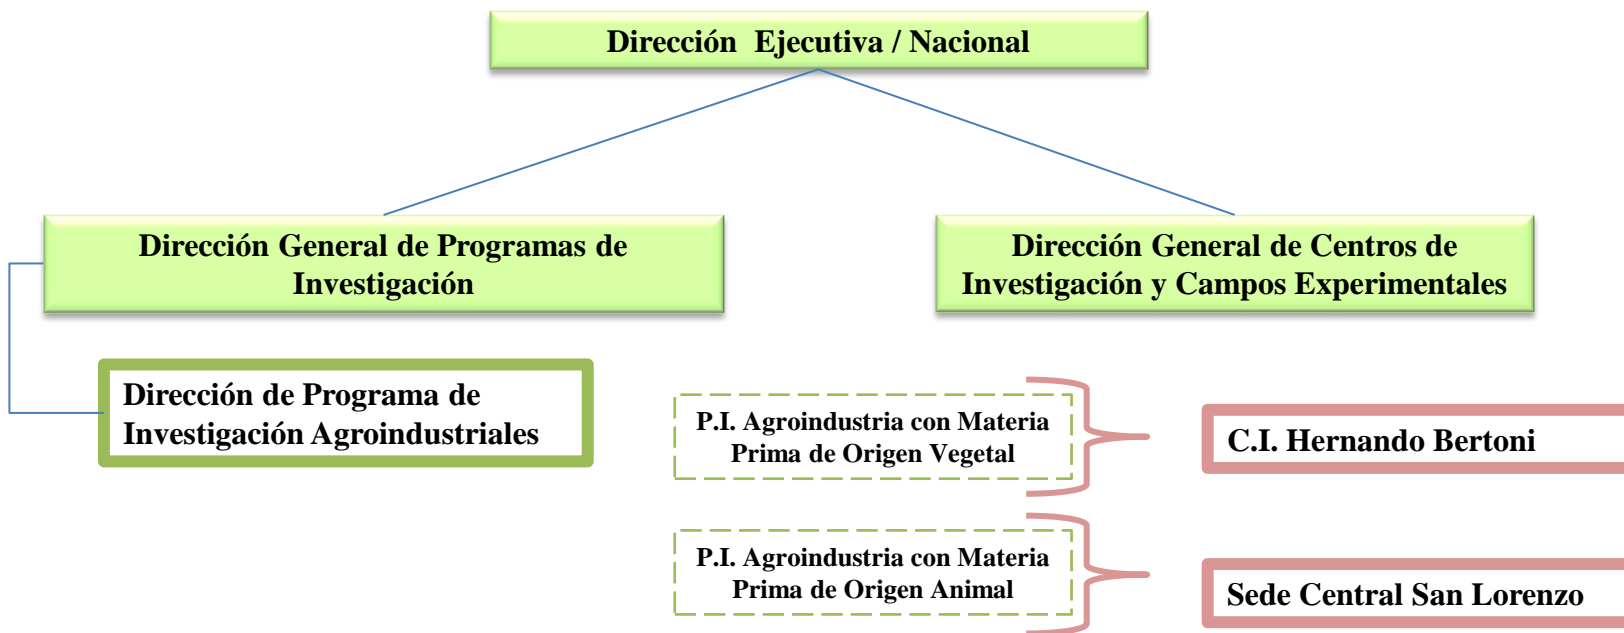 Dirección Ejecutiva / Nacional
Dirección General de Programas de
Investigación
Dirección General de Centros de
Investigación y Campos Experimentales
Dirección de Programa de
Investigación Agroindustriales
P.I. Agroindustria con Materia
Prima de Origen Vegetal
C.I. Hernando Bertoni
P.I. Agroindustria con Materia
Prima de Origen Animal
Sede Central San Lorenzo